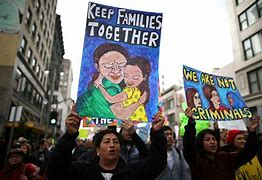 KEEP FAMILIES
TOGETHER
WE ARE NOT
CRIMINALS